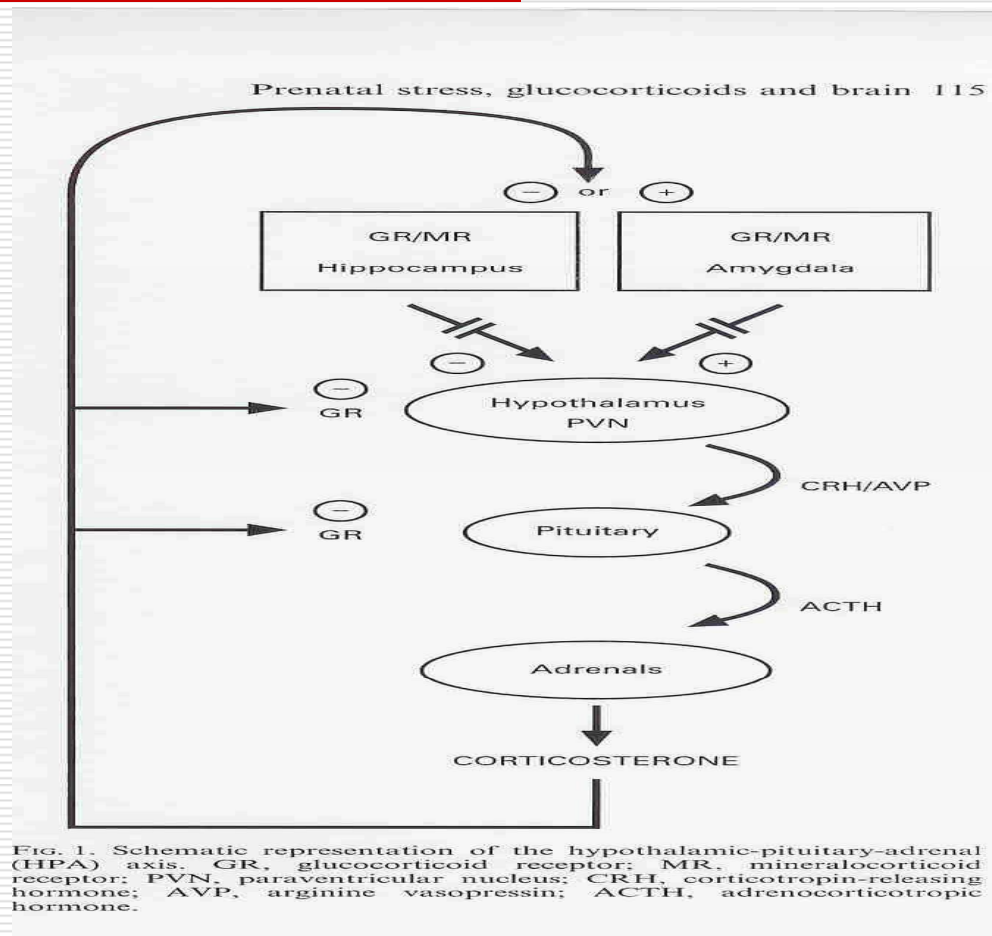 Prenatal stress, glucocorticoids and brain 115
− or +
GR/MR
Hippocampus
GR/MR
Amygdala
−
+
−
GR
Hypothalamus
PVN
CRH/AVP
−
GR
Pituitary
ACTH
Adrenals
CORTICOSTERONE
FIG. 1. Schematic representation of the hypothalamic-pituitary-adrenal
(HPA) axis. GR, glucocorticoid receptor; MR, mineralocorticoid
receptor; PVN, paraventricular nucleus; CRH, corticotropin-releasing
hormone; AVP, arginine vasopressin; ACTH, adrenocorticotropic
hormone.